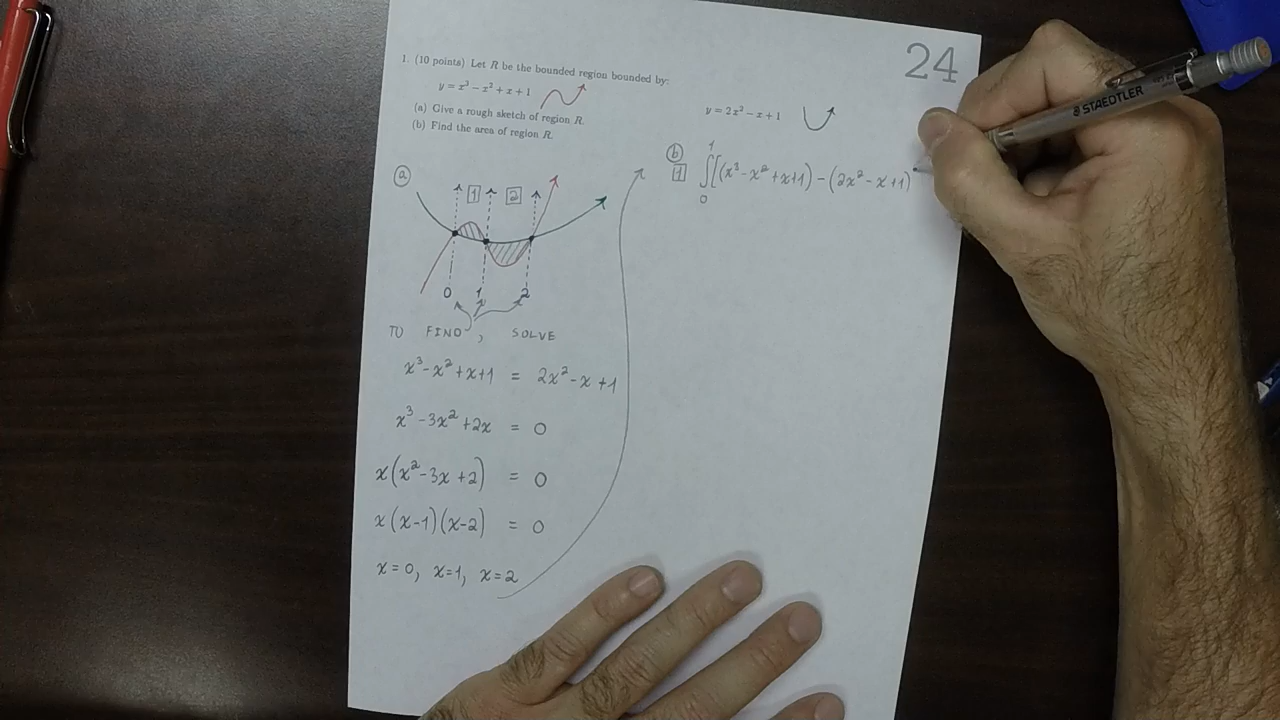 24
1. (10 points) Let R be the bounded region bounded by:
y = x³ − x² + x + 1
y = 2x² − x + 1
(a) Give a rough sketch of region R.
(b) Find the area of region R.
a
1 2
0 1 2
TO FIND, SOLVE
x³-x²+x+1 = 2x²-x+1
x³-3x²+2x = 0
x(x²-3x+2) = 0
x(x-1)(x-2) = 0
x=0, x=1, x=2
b
1 ∫₀¹[(x³-x²+x+1)-(2x²-x+1)
STAEDTLER